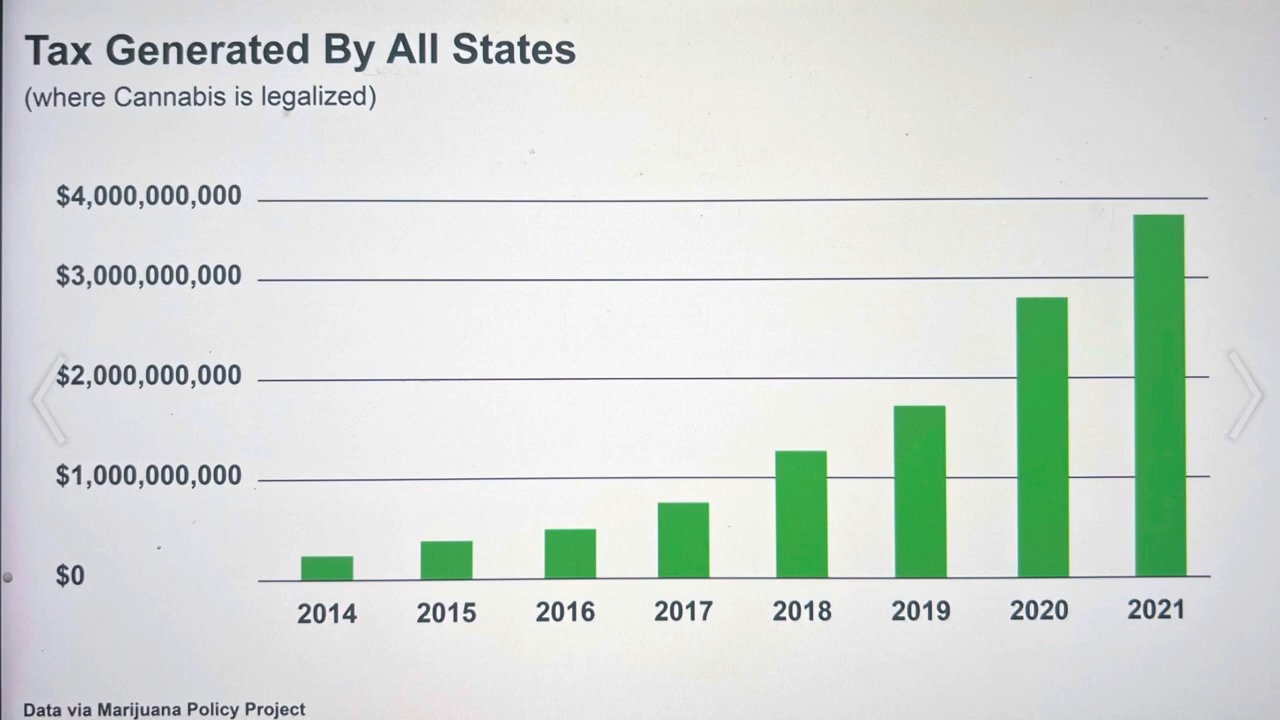 Tax Generated By All States
(where Cannabis is legalized)
$4,000,000,000
$3,000,000,000
$2,000,000,000
$1,000,000,000
$0
2014 2015 2016 2017 2018 2019 2020 2021
Data via Marijuana Policy Project